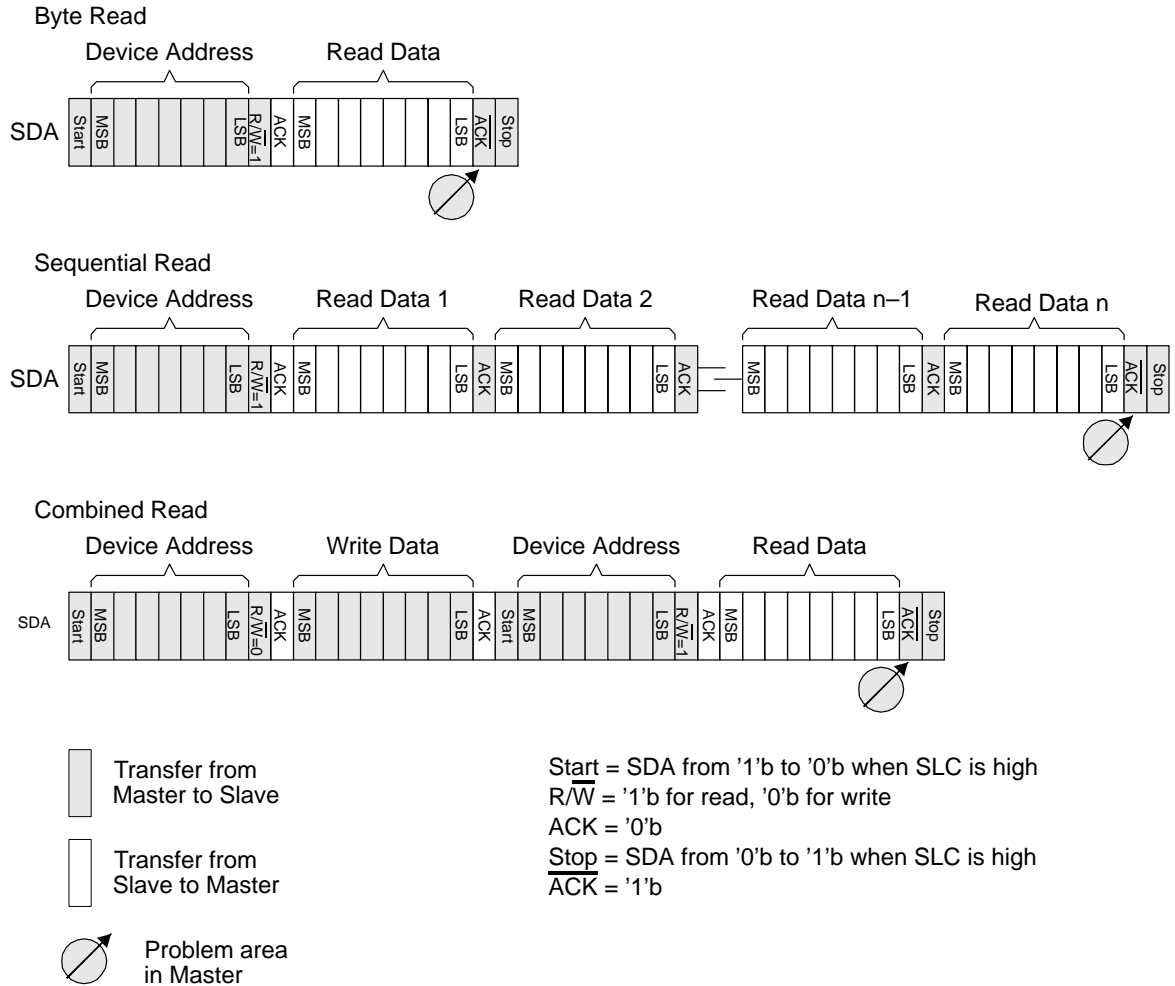 Byte Read
Device Address Read Data
SDA Start MSB LSB R/W̅=1 ACK MSB LSB A̅C̅K̅ Stop
Sequential Read
Device Address Read Data 1 Read Data 2 Read Data n–1 Read Data n
SDA Start MSB LSB R/W̅=1 ACK MSB LSB ACK MSB LSB ACK MSB LSB ACK MSB LSB A̅C̅K̅ Stop
Combined Read
Device Address Write Data Device Address Read Data
SDA Start MSB LSB R/W̅=0 ACK MSB LSB ACK Start MSB LSB R/W̅=1 ACK MSB LSB A̅C̅K̅ Stop
Transfer from
Master to Slave
Transfer from
Slave to Master
Problem area
in Master
Start = SDA from '1'b to '0'b when SLC is high
R/W̅ = '1'b for read, '0'b for write
ACK = '0'b
Stop = SDA from '0'b to '1'b when SLC is high
A̅C̅K̅ = '1'b